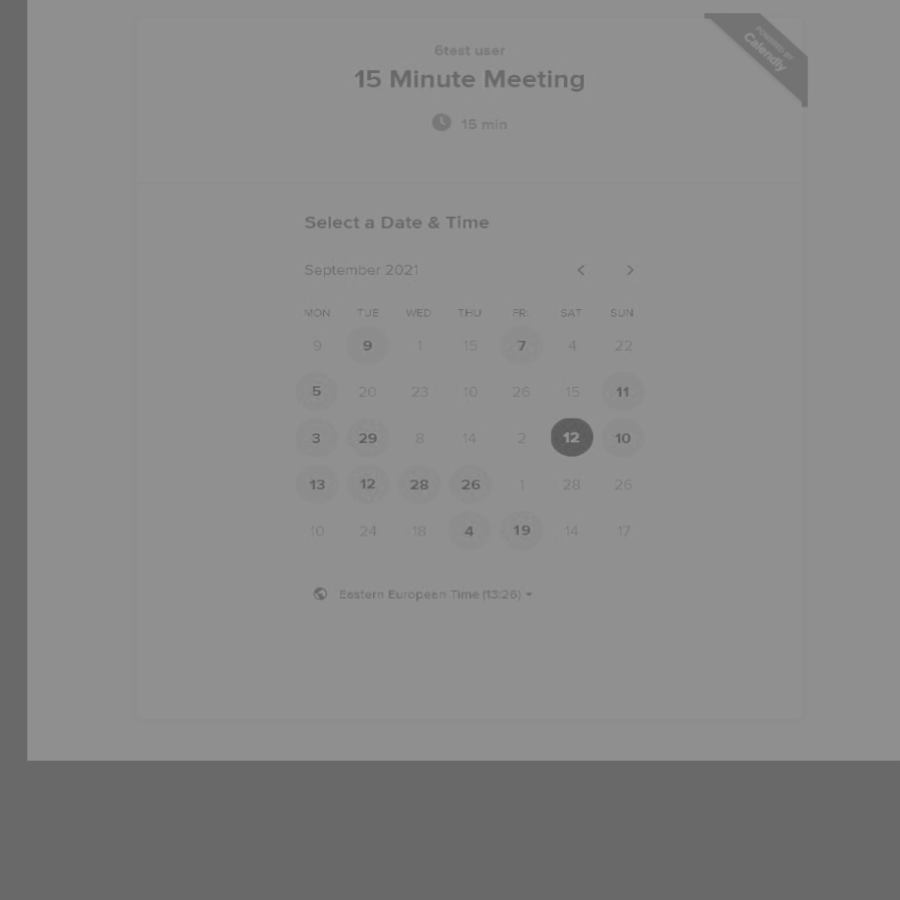 6test user
15 Minute Meeting
15 min
POWERED BY
Calendly
Select a Date & Time
September 2021
MON TUE WED THU FRI SAT SUN
9 9 1 15 7 4 22
5 20 23 10 26 15 11
3 29 8 14 2 12 10
13 12 28 26 1 28 26
10 24 18 4 19 14 17
Eastern European Time (13:26)